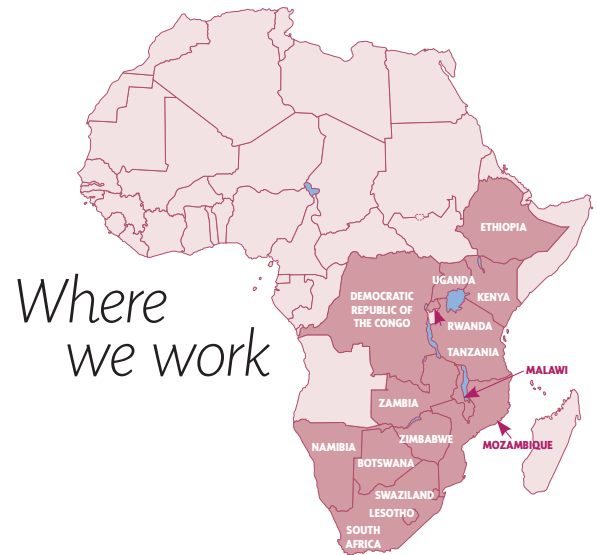 Where
we work
ETHIOPIA
UGANDA
KENYA
DEMOCRATIC
REPUBLIC OF
THE CONGO
RWANDA
TANZANIA
MALAWI
ZAMBIA
MOZAMBIQUE
ZIMBABWE
NAMIBIA
BOTSWANA
SWAZILAND
LESOTHO
SOUTH
AFRICA